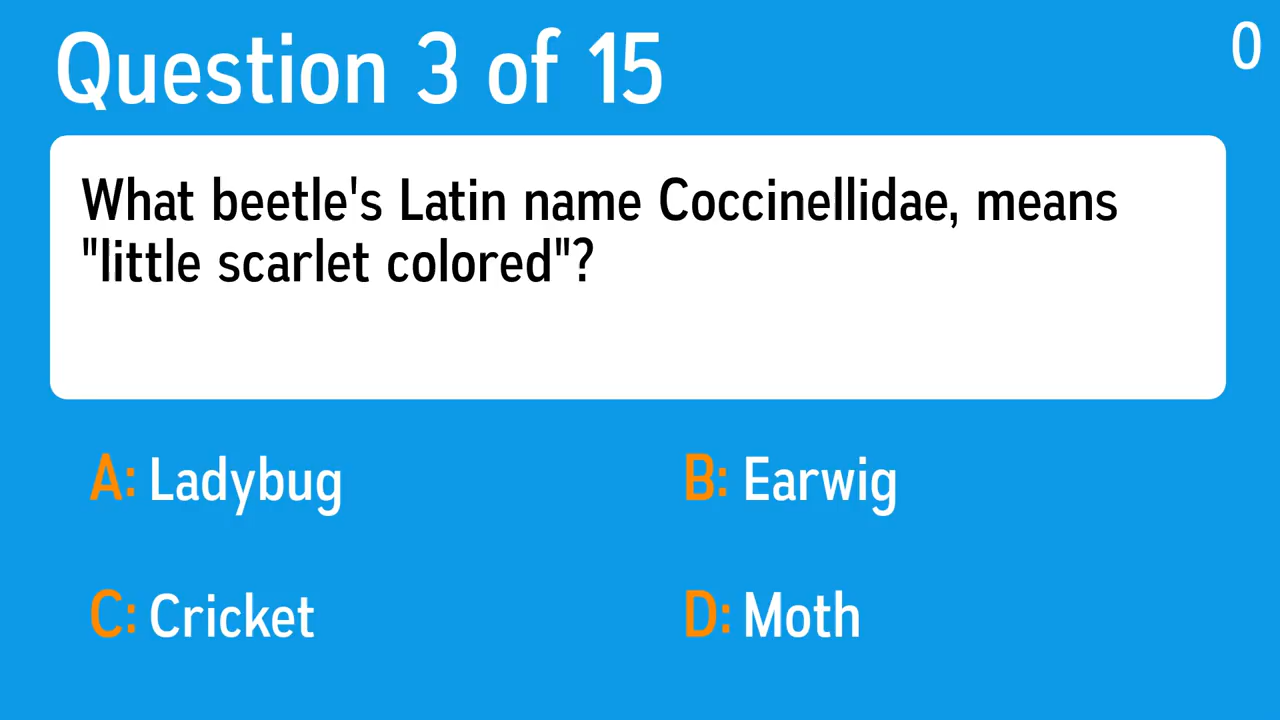 Question 3 of 15
0
What beetle's Latin name Coccinellidae, means
"little scarlet colored"?
A: Ladybug
B: Earwig
C: Cricket
D: Moth